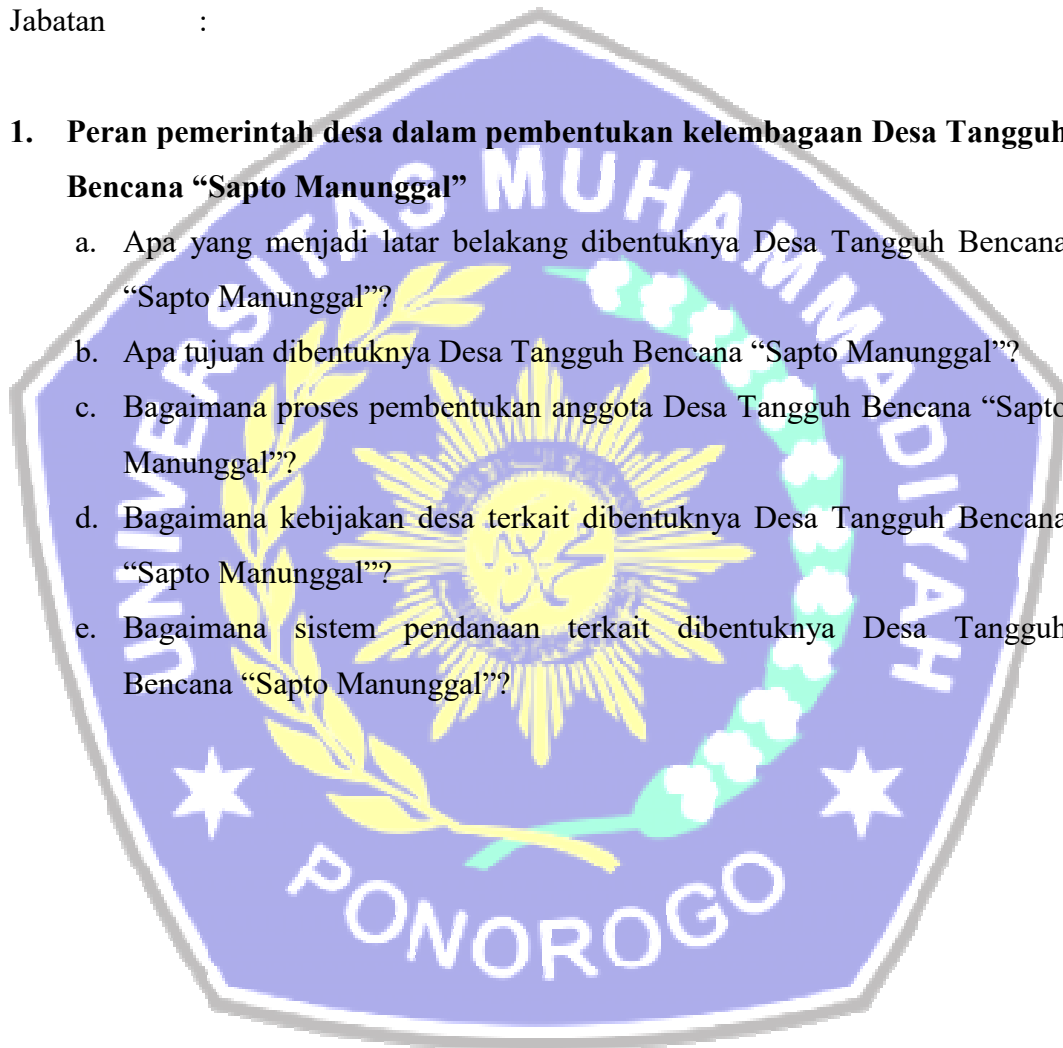 Jabatan :
1. Peran pemerintah desa dalam pembentukan kelembagaan Desa Tangguh
Bencana “Sapto Manunggal”
a. Apa yang menjadi latar belakang dibentuknya Desa Tangguh Bencana
“Sapto Manunggal”?
b. Apa tujuan dibentuknya Desa Tangguh Bencana “Sapto Manunggal”?
c. Bagaimana proses pembentukan anggota Desa Tangguh Bencana “Sapto
Manunggal”?
d. Bagaimana kebijakan desa terkait dibentuknya Desa Tangguh Bencana
“Sapto Manunggal”?
e. Bagaimana sistem pendanaan terkait dibentuknya Desa Tangguh
Bencana “Sapto Manunggal”?
UNIVERSITAS MUHAMMADIYAH
PONOROGO